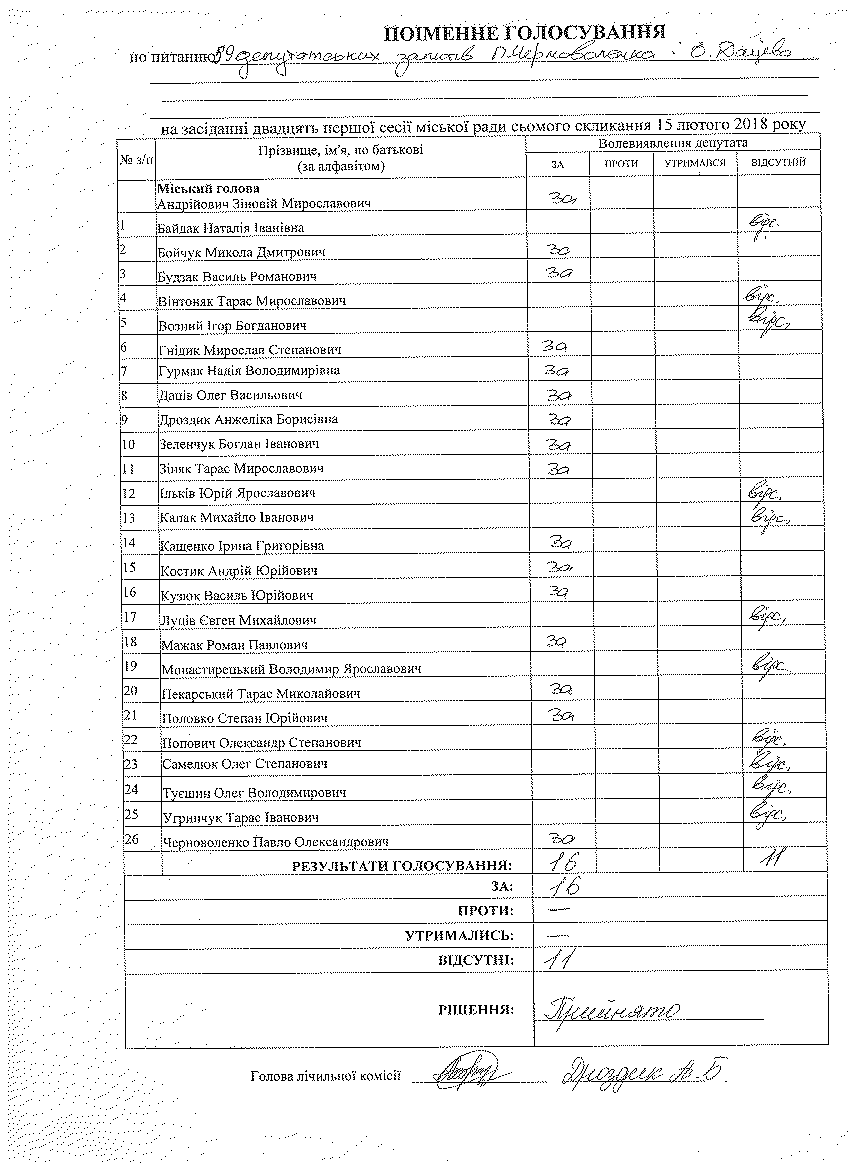 ПОІМЕННЕ ГОЛОСУВАННЯ
по питанню 59 депутатських запитів П.Черноволенка О. Даціва
на засіданні двадцять першої сесії міської ради сьомого скликання 15 лютого 2018 року
№ з/п Прізвище, ім'я, по батькові (за алфавітом) Волевиявлення депутата
ЗА ПРОТИ УТРИМАВСЯ ВІДСУТНІЙ
Міський голова
Андрійович Зіновій Мирославович за
1 Байдак Наталія Іванівна відс.
2 Бойчук Микола Дмитрович за
3 Будзак Василь Романович за
4 Вінтоняк Тарас Мирославович відс.
5 Возний Ігор Богданович відс.
6 Гнідик Мирослав Степанович за
7 Гурмак Надія Володимирівна за
8 Даців Олег Васильович за
9 Дроздик Анжеліка Борисівна за
10 Зеленчук Богдан Іванович за
11 Зіняк Тарас Мирославович за
12 Ільків Юрій Ярославович відс.
13 Капак Михайло Іванович відс.
14 Кащенко Ірина Григорівна за
15 Костик Андрій Юрійович за
16 Кузюк Василь Юрійович за
17 Луців Євген Михайлович відс.
18 Мажак Роман Павлович за
19 Монастирецький Володимир Ярославович відс.
20 Пекарський Тарас Миколайович за
21 Половко Степан Юрійович за
22 Попович Олександр Степанович відс.
23 Самелюк Олег Степанович відс.
24 Туєшин Олег Володимирович відс.
25 Угринчук Тарас Іванович відс.
26 Черноволенко Павло Олександрович за
РЕЗУЛЬТАТИ ГОЛОСУВАННЯ: 16 11
ЗА: 16
ПРОТИ: —
УТРИМАЛИСЬ: —
ВІДСУТНІ: 11
РІШЕННЯ: Прийнято
Голова лічильної комісії Дроздик А.Б